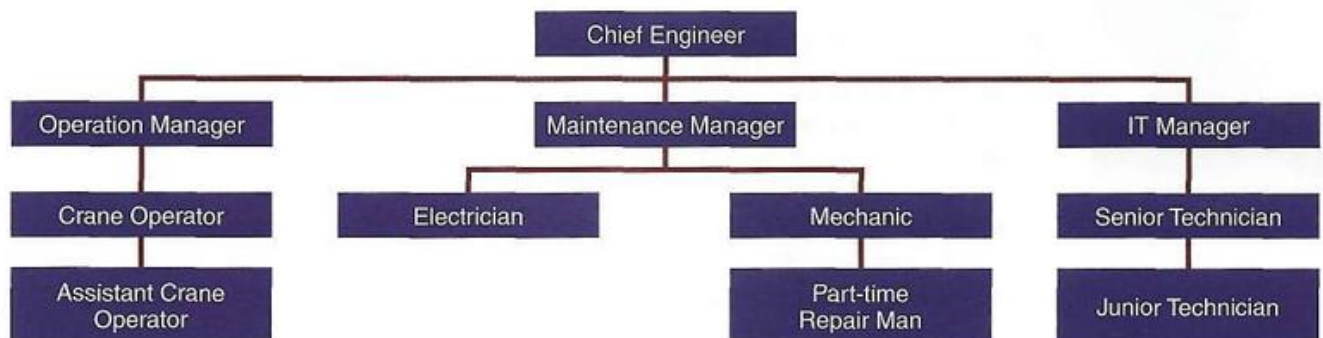 Chief Engineer
Operation Manager
Maintenance Manager
IT Manager
Crane Operator
Electrician
Mechanic
Senior Technician
Assistant Crane
Operator
Part-time
Repair Man
Junior Technician